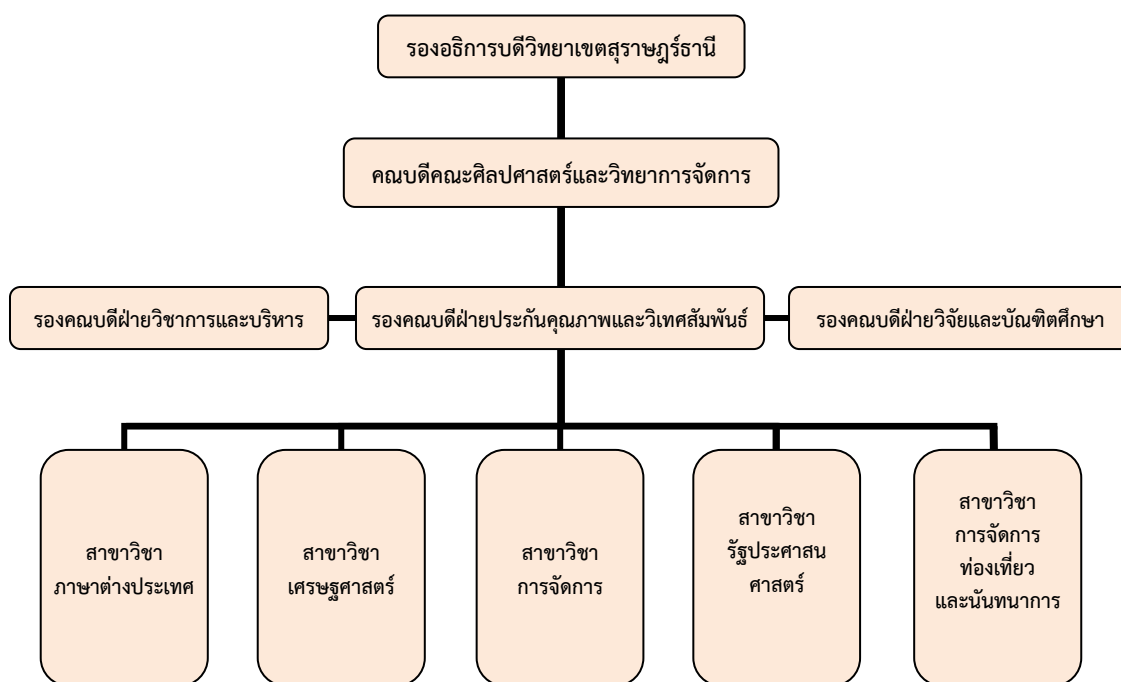 รองอธิการบดีวิทยาเขตสุราษฎร์ธานี
คณบดีคณะศิลปศาสตร์และวิทยาการจัดการ
รองคณบดีฝ่ายวิชาการและบริหาร
รองคณบดีฝ่ายประกันคุณภาพและวิเทศสัมพันธ์
รองคณบดีฝ่ายวิจัยและบัณฑิตศึกษา
สาขาวิชา
ภาษาต่างประเทศ
สาขาวิชา
เศรษฐศาสตร์
สาขาวิชา
การจัดการ
สาขาวิชา
รัฐประศาสน
ศาสตร์
สาขาวิชา
การจัดการ
ท่องเที่ยว
และนันทนาการ